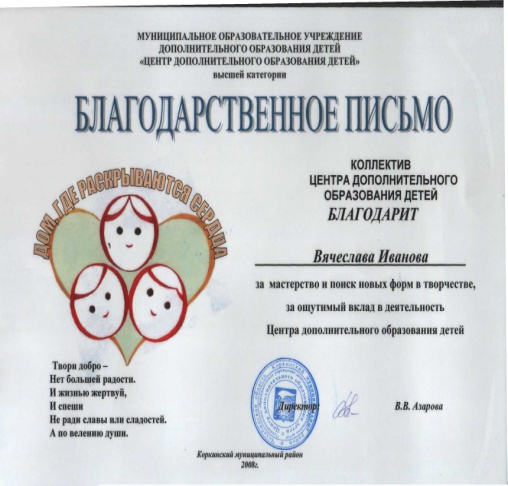 МУНИЦИПАЛЬНОЕ ОБРАЗОВАТЕЛЬНОЕ УЧРЕЖДЕНИЕ
ДОПОЛНИТЕЛЬНОГО ОБРАЗОВАНИЯ ДЕТЕЙ
«ЦЕНТР ДОПОЛНИТЕЛЬНОГО ОБРАЗОВАНИЯ ДЕТЕЙ»
высшей категории
БЛАГОДАРСТВЕННОЕ ПИСЬМО
ДОМ, ГДЕ РАСКРЫВАЮТСЯ СЕРДЦА
КОЛЛЕКТИВ
ЦЕНТРА ДОПОЛНИТЕЛЬНОГО
ОБРАЗОВАНИЯ ДЕТЕЙ
БЛАГОДАРИТ
Вячеслава Иванова
за мастерство и поиск новых форм в творчестве,
за ощутимый вклад в деятельность
Центра дополнительного образования детей
Твори добро –
Нет большей радости.
И жизнью жертвуй,
И спеши
Не ради славы или сладостей.
А по велению души.
Директор: В.В. Азарова
Коркинский муниципальный район
2008г.